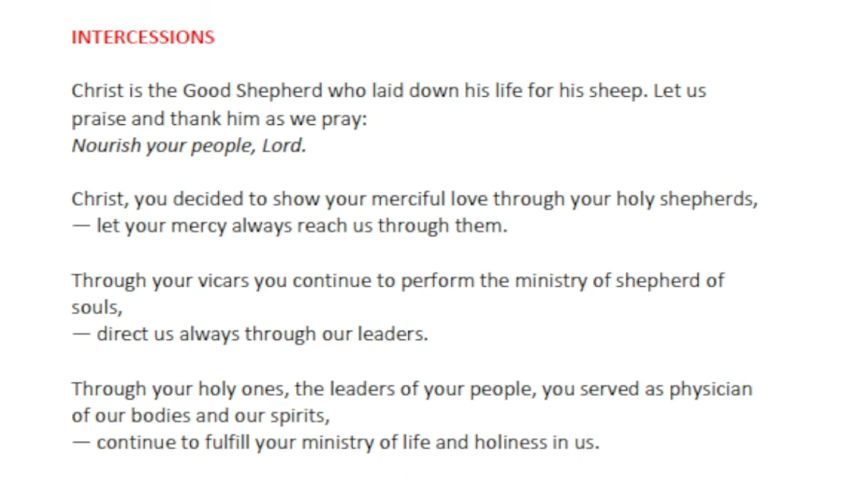 INTERCESSIONS
Christ is the Good Shepherd who laid down his life for his sheep. Let us
praise and thank him as we pray:
Nourish your people, Lord.
Christ, you decided to show your merciful love through your holy shepherds,
— let your mercy always reach us through them.
Through your vicars you continue to perform the ministry of shepherd of
souls,
— direct us always through our leaders.
Through your holy ones, the leaders of your people, you served as physician
of our bodies and our spirits,
— continue to fulfill your ministry of life and holiness in us.